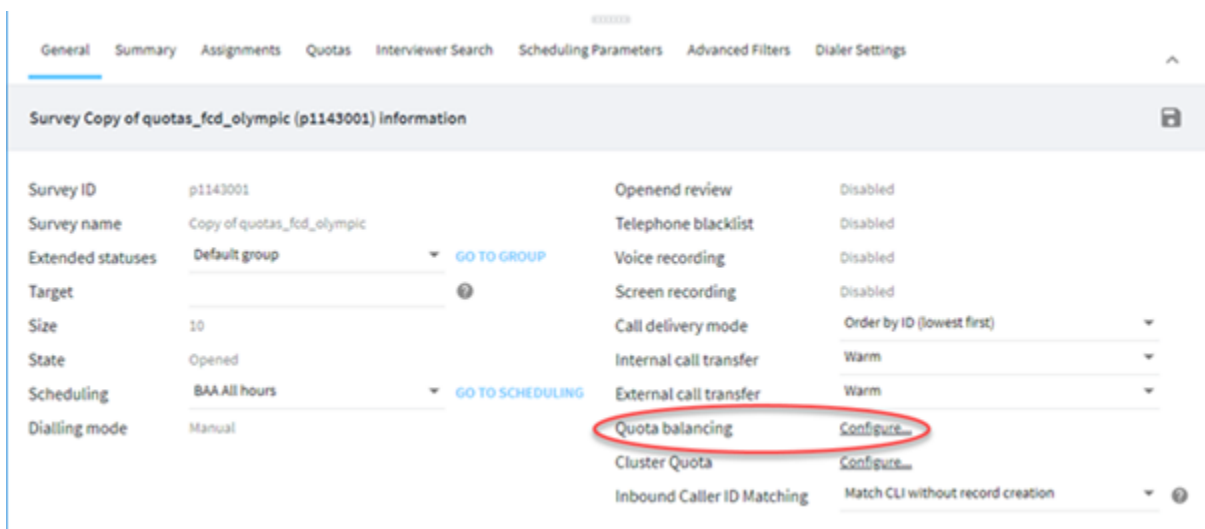 General Summary Assignments Quotas Interviewer Search Scheduling Parameters Advanced Filters Dialer Settings
Survey Copy of quotas_fcd_olympic (p1143001) information
Survey ID p1143001
Survey name Copy of quotas_fcd_olympic
Extended statuses Default group GO TO GROUP
Target
Size 10
State Opened
Scheduling BAA All hours GO TO SCHEDULING
Dialling mode Manual
Openend review Disabled
Telephone blacklist Disabled
Voice recording Disabled
Screen recording Disabled
Call delivery mode Order by ID (lowest first)
Internal call transfer Warm
External call transfer Warm
Quota balancing Configure...
Cluster Quota Configure...
Inbound Caller ID Matching Match CLI without record creation